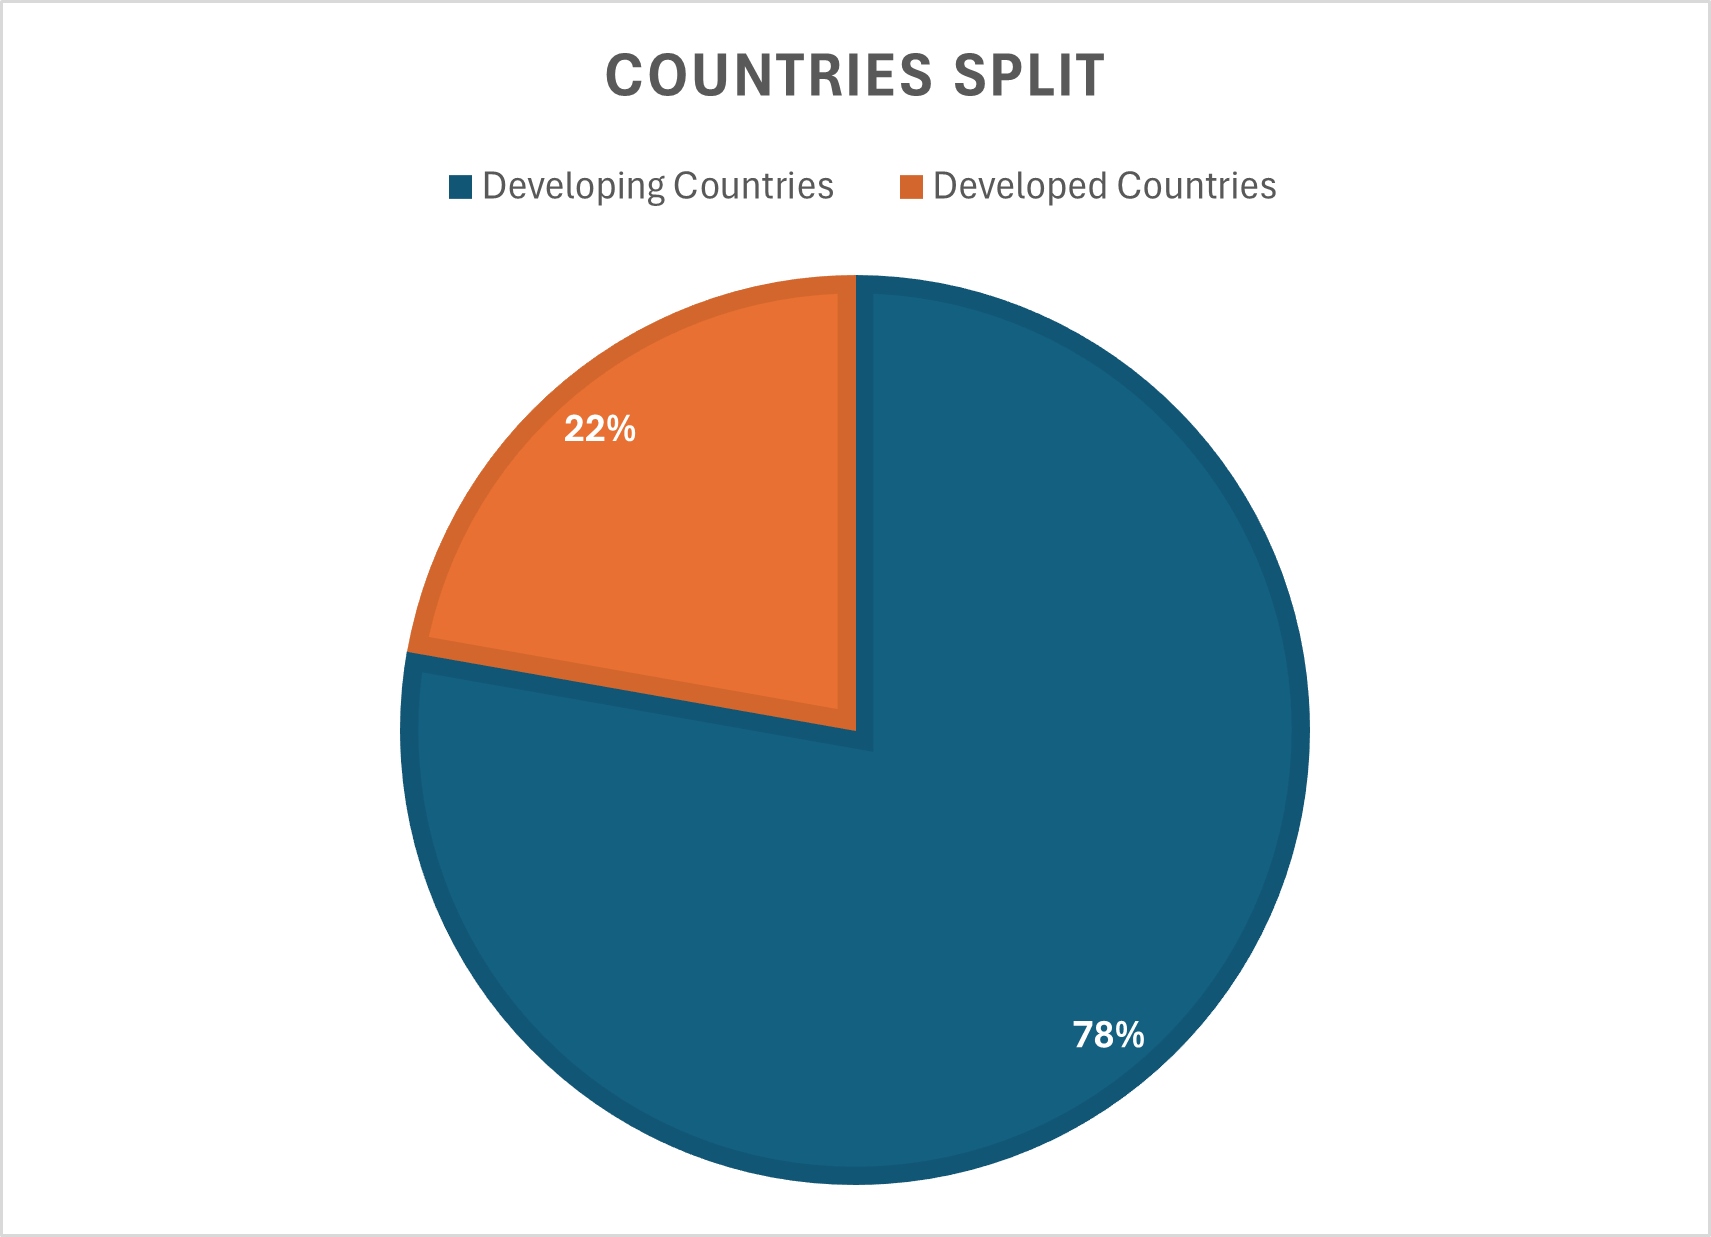 COUNTRIES SPLIT
Developing Countries Developed Countries
22%
78%